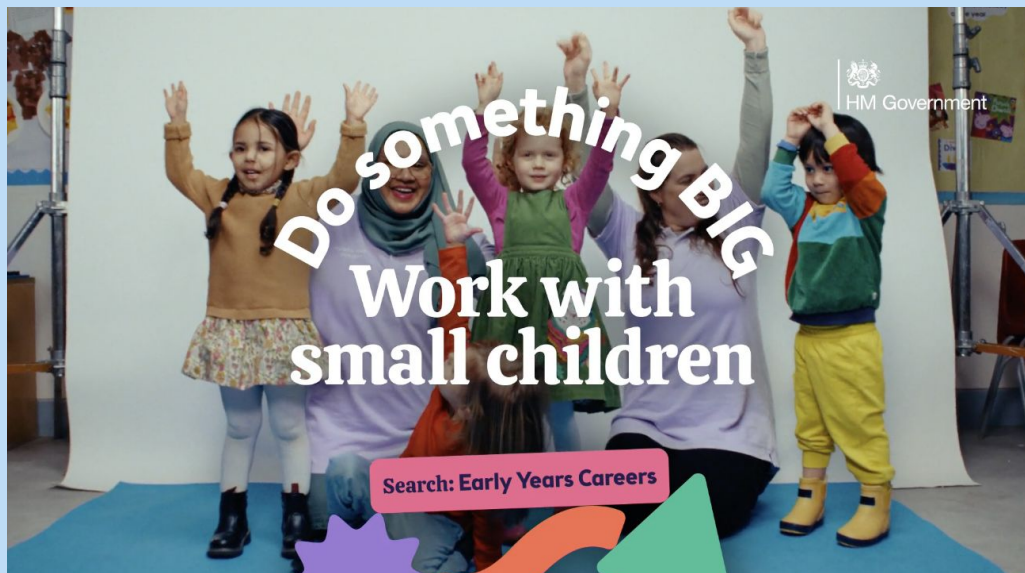 HM Government
Do something BIG
Work with
small children
Search: Early Years Careers